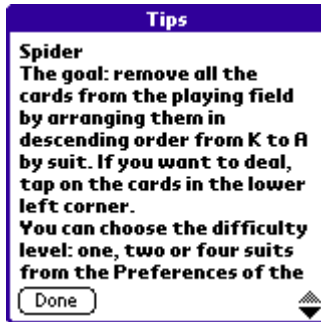 Tips
Spider
The goal: remove all the
cards from the playing field
by arranging them in
descending order from K to A
by suit. If you want to deal,
tap on the cards in the lower
left corner.
You can choose the difficulty
level: one, two or four suits
from the Preferences of the
Done